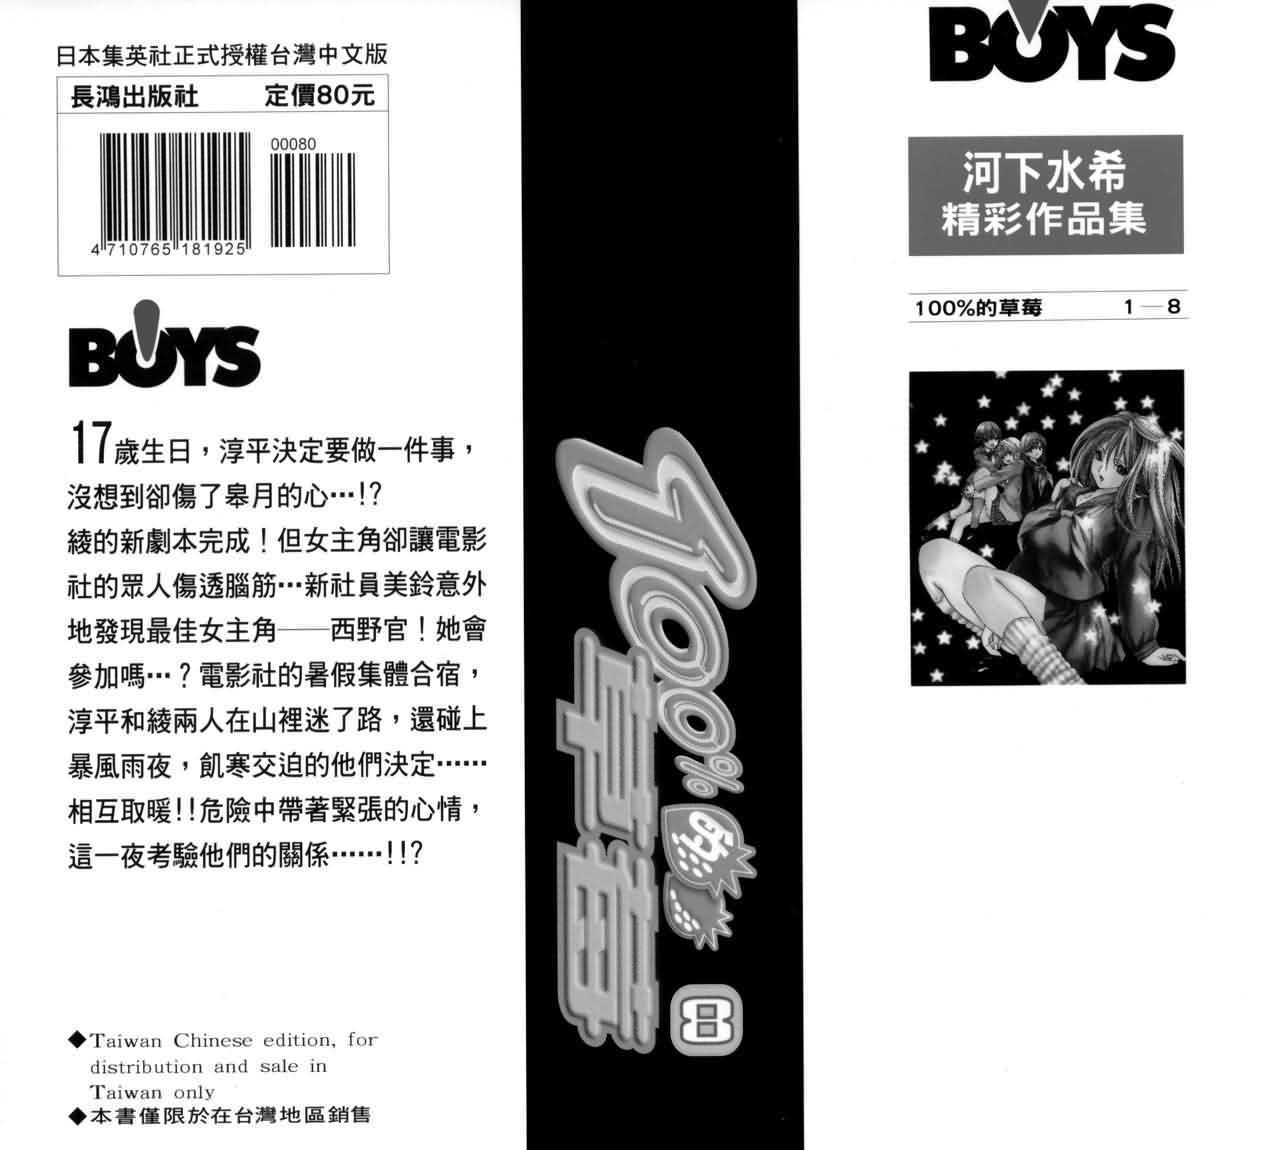 日本集英社正式授權台灣中文版
長鴻出版社 定價80元
00080
4 710765 181925
BOYS
17歲生日，淳平決定要做一件事，
沒想到卻傷了皐月的心…!?
綾的新劇本完成！但女主角卻讓電影
社的眾人傷透腦筋…新社員美鈴意外
地發現最佳女主角——西野官！她會
參加嗎…？電影社的暑假集體合宿，
淳平和綾兩人在山裡迷了路，還碰上
暴風雨夜，飢寒交迫的他們決定……
相互取暖!!危險中帶著緊張的心情，
這一夜考驗他們的關係……!!?
◆Taiwan Chinese edition, for
distribution and sale in
Taiwan only
◆本書僅限於在台灣地區銷售
100%的
草莓
8
BOYS
河下水希
精彩作品集
100%的草莓 1—8